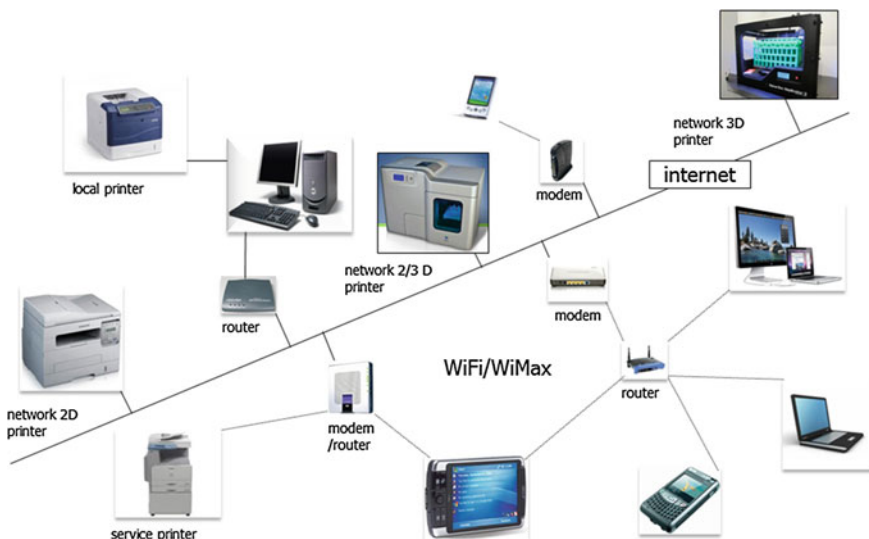 network 3D
printer
internet
local printer
modem
network 2/3 D
printer
modem
router
WiFi/WiMax
router
network 2D
printer
modem
/router
service printer